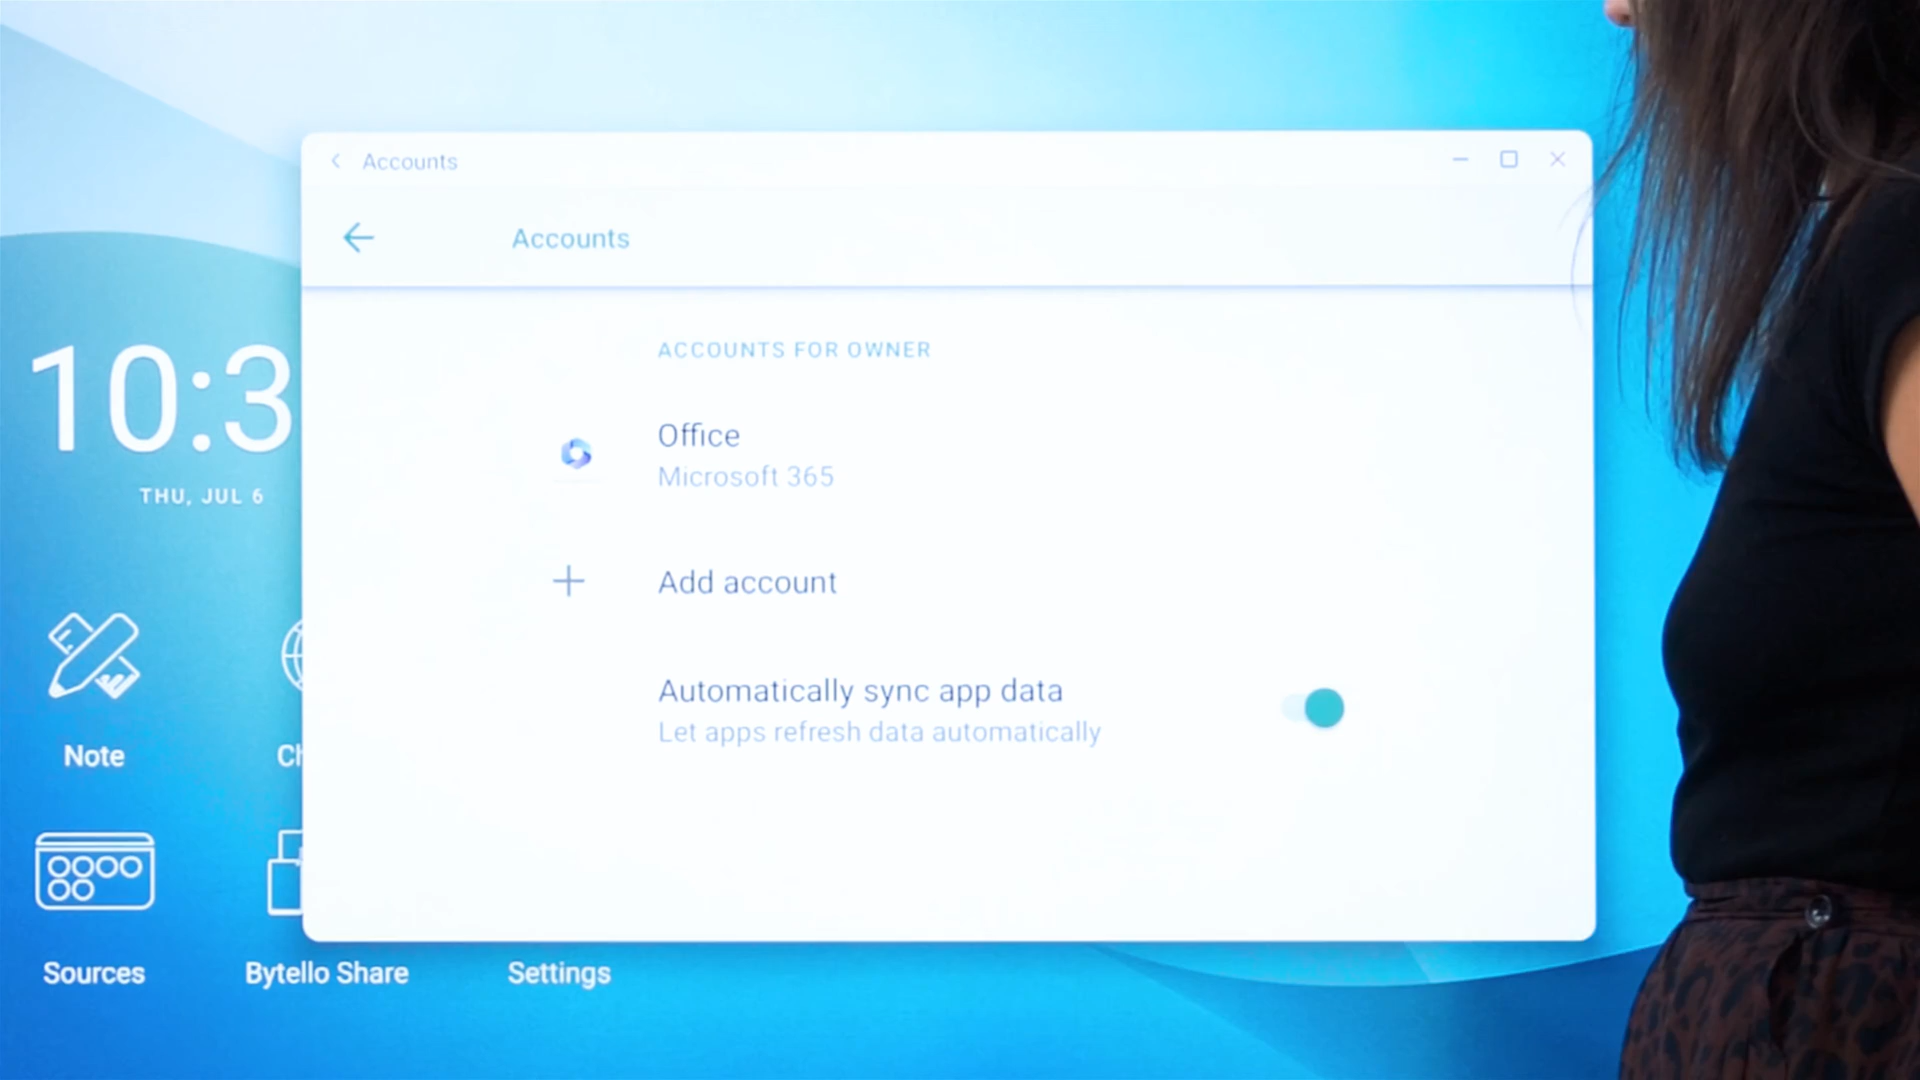 Accounts
Accounts
ACCOUNTS FOR OWNER
Office
Microsoft 365
Add account
Automatically sync app data
Let apps refresh data automatically
10:3
THU, JUL 6
Note
Ch
Sources
Bytello Share
Settings